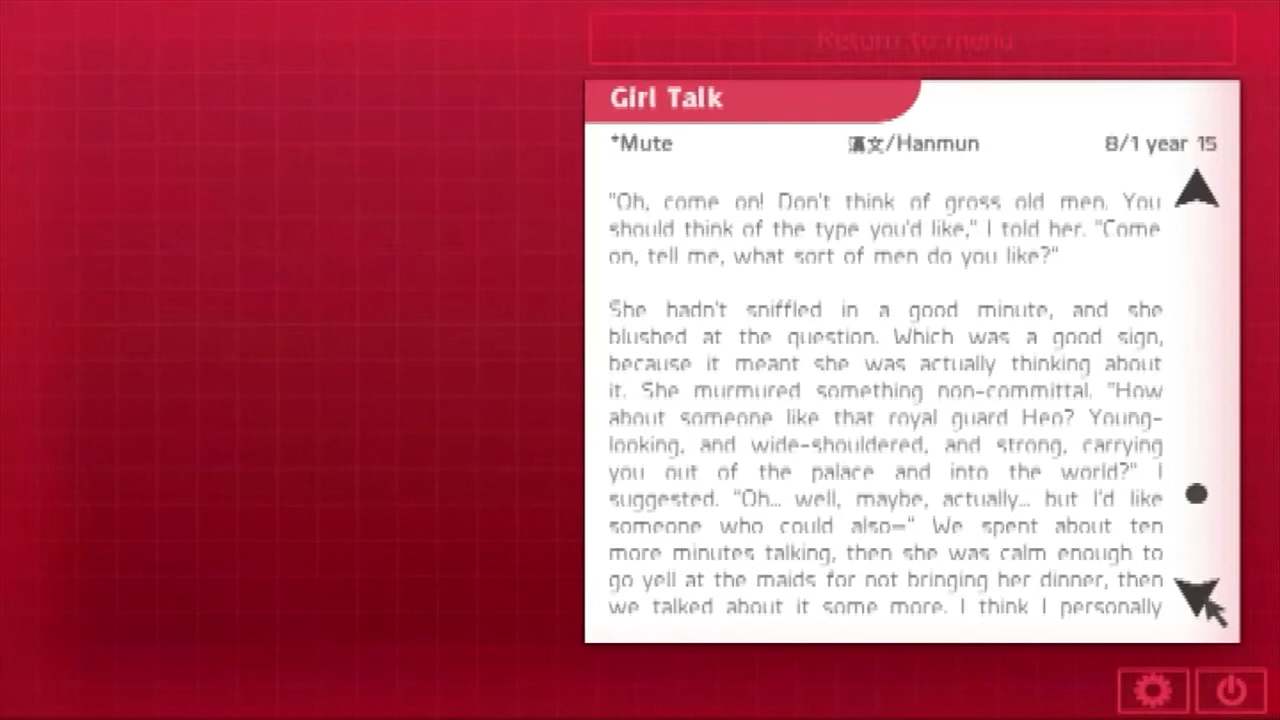 Return to menu
Girl Talk
*Mute 漢文/Hanmun 8/1 year 15
"Oh, come on! Don't think of gross old men. You
should think of the type you'd like," I told her. "Come
on, tell me, what sort of men do you like?"
She hadn't sniffled in a good minute, and she
blushed at the question. Which was a good sign,
because it meant she was actually thinking about
it. She murmured something non-committal. "How
about someone like that royal guard Heo? Young-
looking, and wide-shouldered, and strong, carrying
you out of the palace and into the world?" I
suggested. "Oh... well, maybe, actually... but I'd like
someone who could also—" We spent about ten
more minutes talking, then she was calm enough to
go yell at the maids for not bringing her dinner, then
we talked about it some more. I think I personally